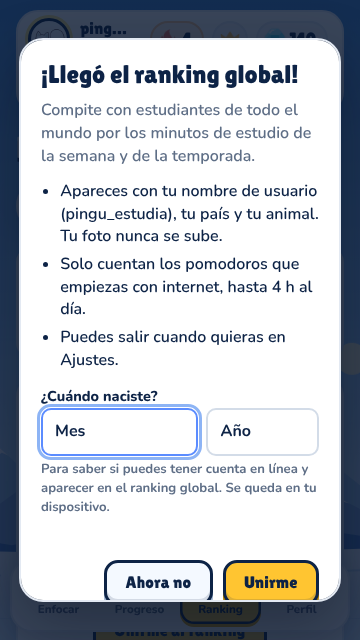 ping...
¡Llegó el ranking global!
Compite con estudiantes de todo el
mundo por los minutos de estudio de
la semana y de la temporada.
• Apareces con tu nombre de usuario
(pingu_estudia), tu país y tu animal.
Tu foto nunca se sube.
• Solo cuentan los pomodoros que
empiezas con internet, hasta 4 h al
día.
• Puedes salir cuando quieras en
Ajustes.
¿Cuándo naciste?
Mes
Año
Para saber si puedes tener cuenta en línea y
aparecer en el ranking global. Se queda en tu
dispositivo.
Ahora no
Unirme
Enfocar
Progreso
Ranking
Perfil
Unirme al ranking